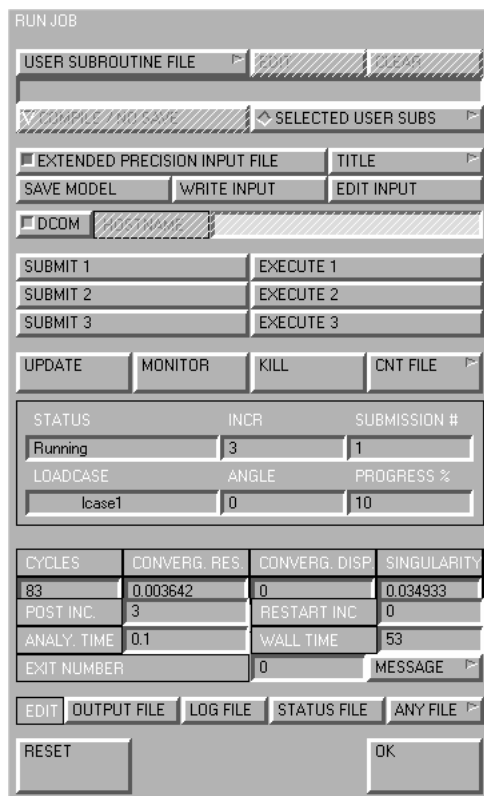 RUN JOB
USER SUBROUTINE FILE EDIT CLEAR
COMPILE / NO SAVE SELECTED USER SUBS
EXTENDED PRECISION INPUT FILE TITLE
SAVE MODEL WRITE INPUT EDIT INPUT
DCOM HOSTNAME
SUBMIT 1 EXECUTE 1
SUBMIT 2 EXECUTE 2
SUBMIT 3 EXECUTE 3
UPDATE MONITOR KILL CNT FILE
STATUS INCR SUBMISSION #
Running 3 1
LOADCASE ANGLE PROGRESS %
lcase1 0 10
CYCLES CONVERG. RES. CONVERG. DISP. SINGULARITY
83 0.003642 0 0.034933
POST INC. 3 RESTART INC 0
ANALY. TIME 0.1 WALL TIME 53
EXIT NUMBER 0 MESSAGE
EDIT OUTPUT FILE LOG FILE STATUS FILE ANY FILE
RESET OK